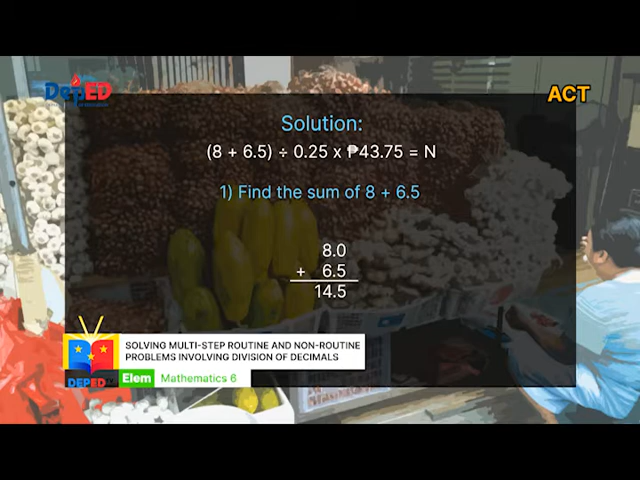 DepED
ACT
Solution:
(8 + 6.5) ÷ 0.25 x ₱43.75 = N
1) Find the sum of 8 + 6.5
8.0
+ 6.5
14.5
SOLVING MULTI-STEP ROUTINE AND NON-ROUTINE
PROBLEMS INVOLVING DIVISION OF DECIMALS
DEPED
Elem Mathematics 6